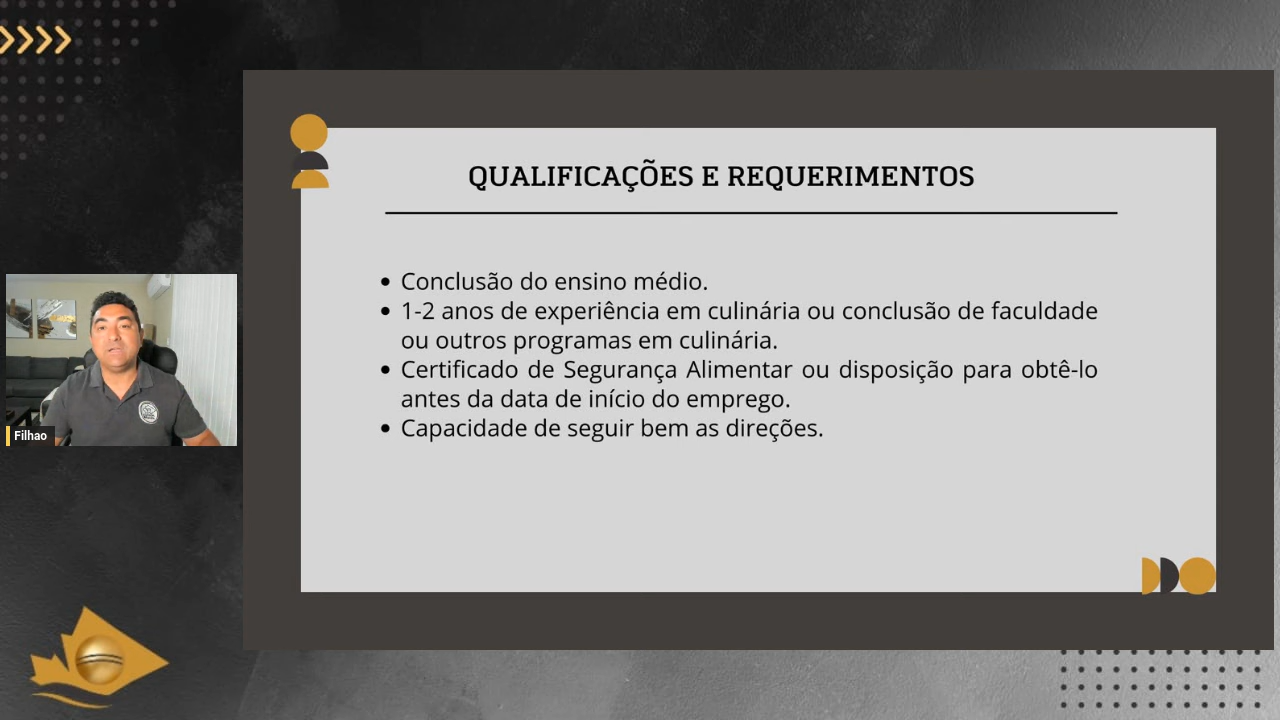 QUALIFICAÇÕES E REQUERIMENTOS
Conclusão do ensino médio.
1-2 anos de experiência em culinária ou conclusão de faculdade
ou outros programas em culinária.
Certificado de Segurança Alimentar ou disposição para obtê-lo
antes da data de início do emprego.
Capacidade de seguir bem as direções.
Filhao